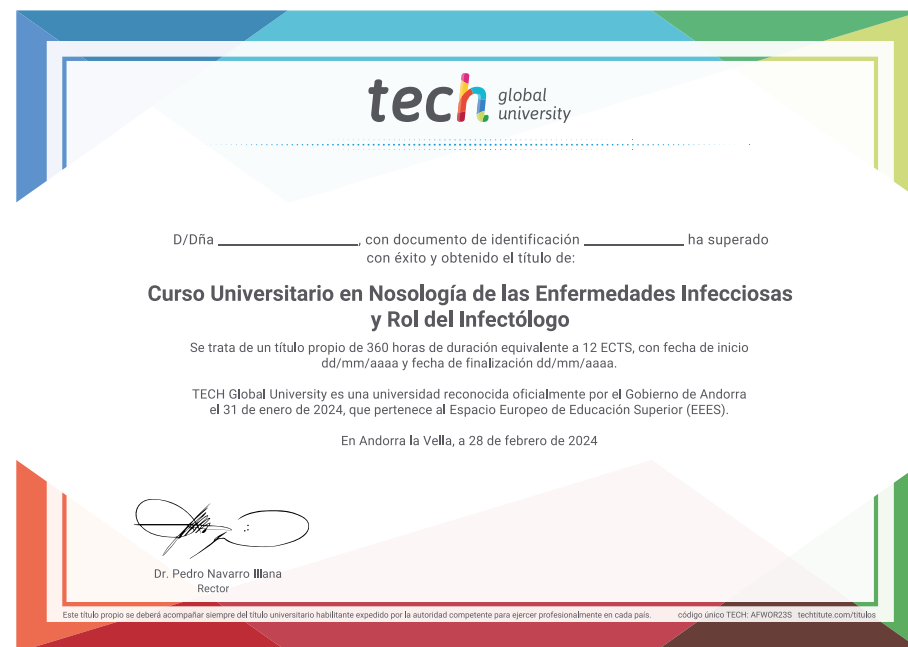 tech global university
D/Dña ____________________, con documento de identificación ______________ ha superado
con éxito y obtenido el título de:
Curso Universitario en Nosología de las Enfermedades Infecciosas
y Rol del Infectólogo
Se trata de un título propio de 360 horas de duración equivalente a 12 ECTS, con fecha de inicio
dd/mm/aaaa y fecha de finalización dd/mm/aaaa.
TECH Global University es una universidad reconocida oficialmente por el Gobierno de Andorra
el 31 de enero de 2024, que pertenece al Espacio Europeo de Educación Superior (EEES).
En Andorra la Vella, a 28 de febrero de 2024
Dr. Pedro Navarro Illana
Rector
Este título propio se deberá acompañar siempre del título universitario habilitante expedido por la autoridad competente para ejercer profesionalmente en cada país. código único TECH: AFWOR23S techtitute.com/titulos